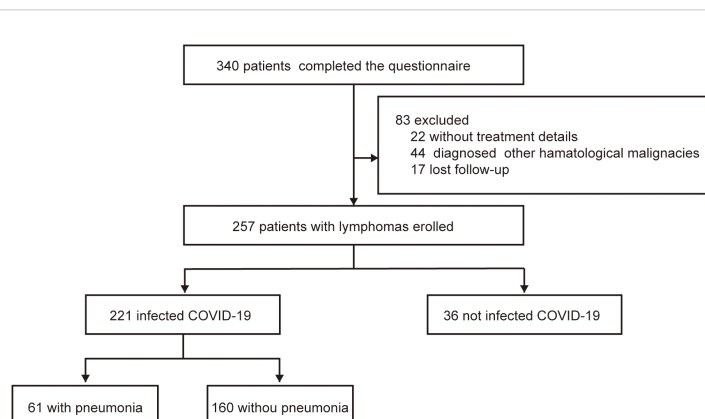 340 patients completed the questionnaire
83 excluded
22 without treatment details
44 diagnosed other hamatological malignacies
17 lost follow-up
257 patients with lymphomas erolled
221 infected COVID-19
36 not infected COVID-19
61 with pneumonia
160 withou pneumonia